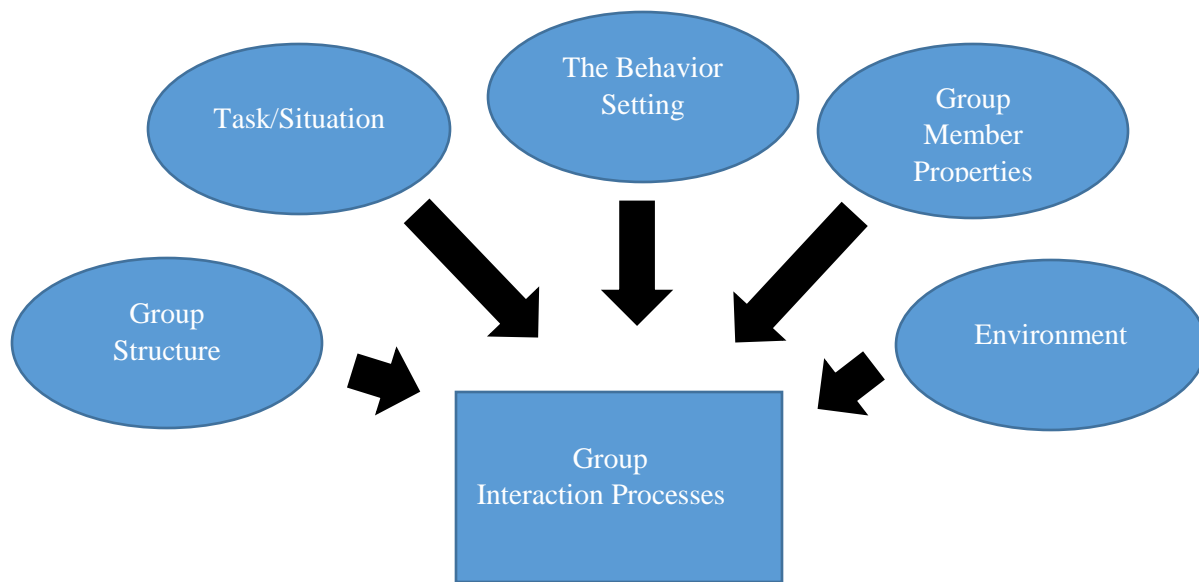 The Behavior
Setting
Task/Situation
Group
Member
Properties
Group
Structure
Environment
Group
Interaction Processes